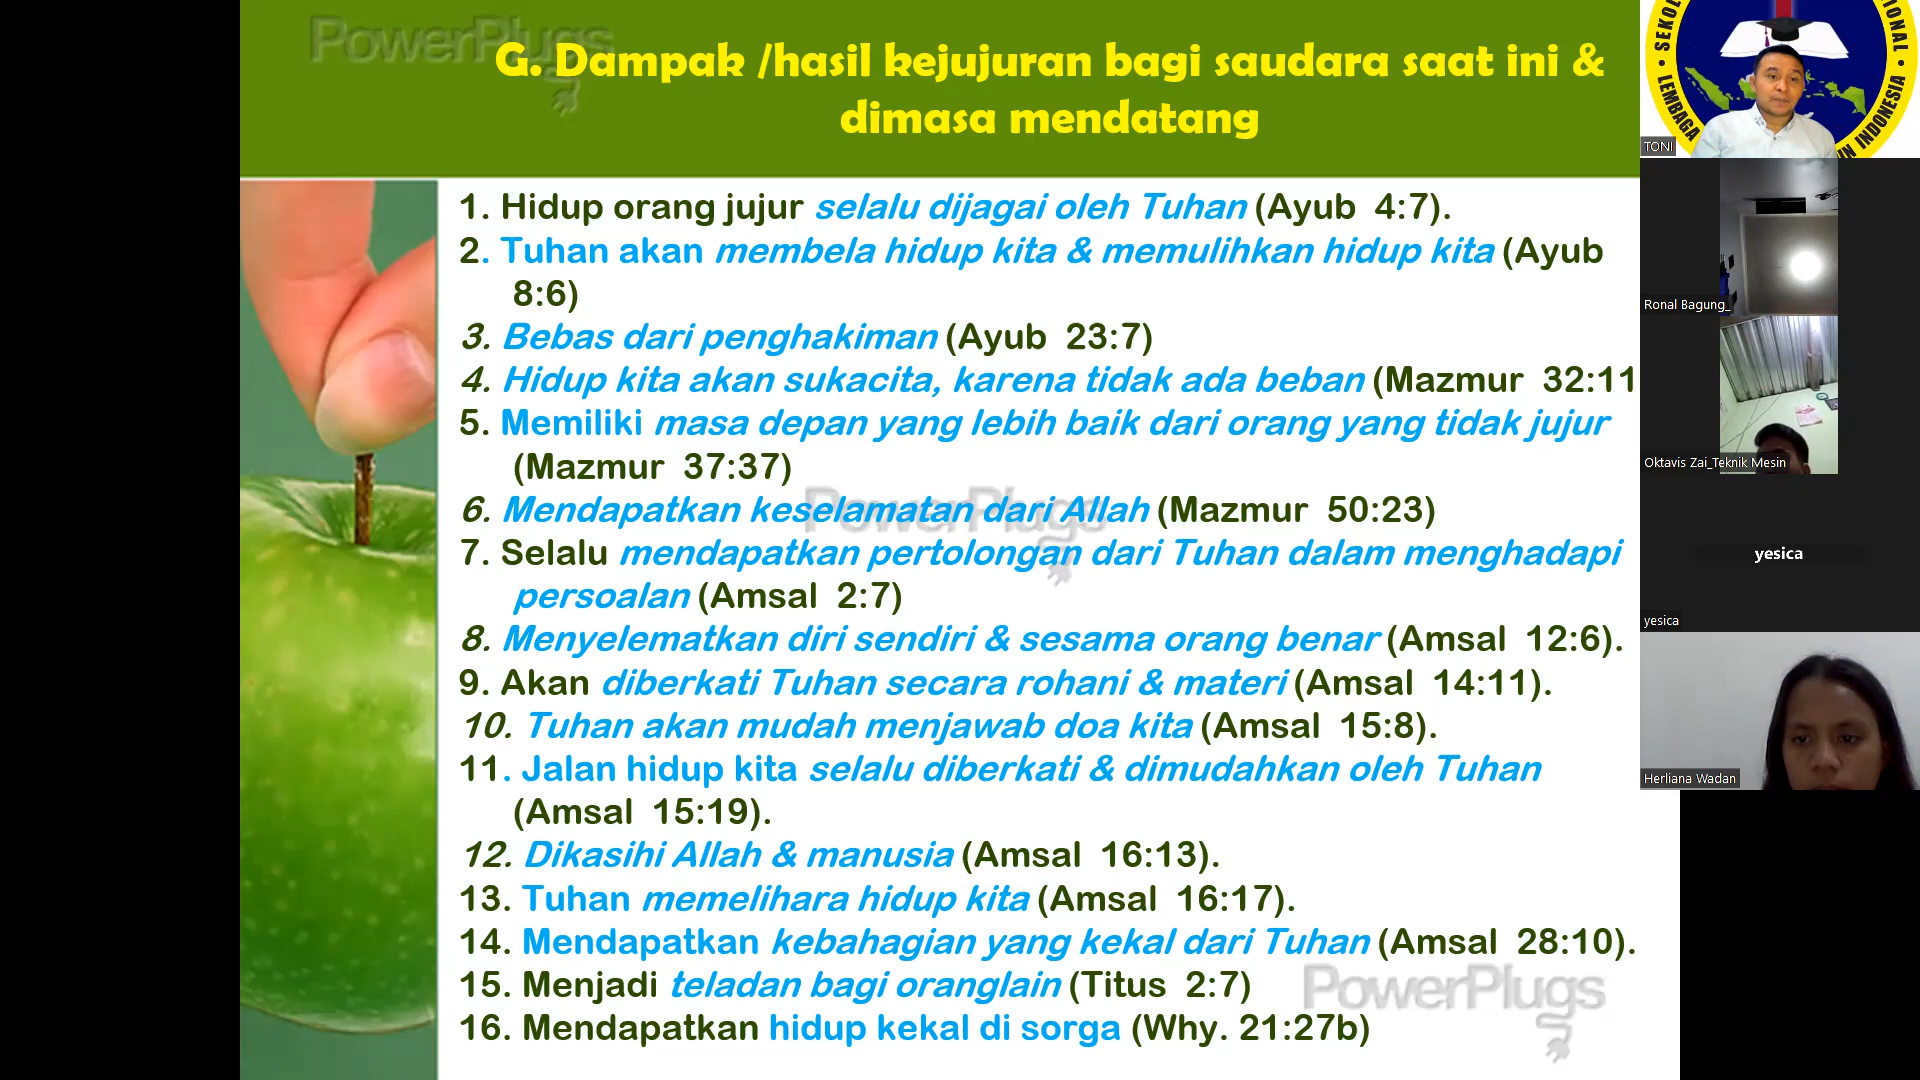 PowerPlugs
G. Dampak /hasil kejujuran bagi saudara saat ini &
dimasa mendatang
1. Hidup orang jujur selalu dijagai oleh Tuhan (Ayub 4:7).
2. Tuhan akan membela hidup kita & memulihkan hidup kita (Ayub
8:6)
3. Bebas dari penghakiman (Ayub 23:7)
4. Hidup kita akan sukacita, karena tidak ada beban (Mazmur 32:11
5. Memiliki masa depan yang lebih baik dari orang yang tidak jujur
(Mazmur 37:37)
PowerPlugs
6. Mendapatkan keselamatan dari Allah (Mazmur 50:23)
7. Selalu mendapatkan pertolongan dari Tuhan dalam menghadapi
persoalan (Amsal 2:7)
8. Menyelematkan diri sendiri & sesama orang benar (Amsal 12:6).
9. Akan diberkati Tuhan secara rohani & materi (Amsal 14:11).
10. Tuhan akan mudah menjawab doa kita (Amsal 15:8).
11. Jalan hidup kita selalu diberkati & dimudahkan oleh Tuhan
(Amsal 15:19).
12. Dikasihi Allah & manusia (Amsal 16:13).
13. Tuhan memelihara hidup kita (Amsal 16:17).
14. Mendapatkan kebahagian yang kekal dari Tuhan (Amsal 28:10).
15. Menjadi teladan bagi oranglain (Titus 2:7)
PowerPlugs
16. Mendapatkan hidup kekal di sorga (Why. 21:27b)
SEKOL
IONAL
LEMBAGA
IN INDONESIA
TONI
Ronal Bagung_
Oktavis Zai_Teknik Mesin
yesica
yesica
Herliana Wadan